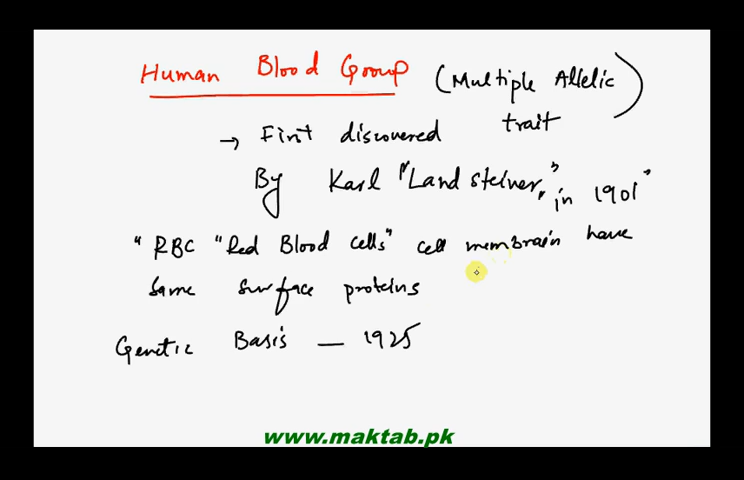 Human Blood Group (Multiple Allelic
trait)
→ First discovered
By Karl "Landsteiner" in 1901"
"RBC "Red Blood cells" cell membrain have
same surface proteins
Genetic Basis — 1925
www.maktab.pk